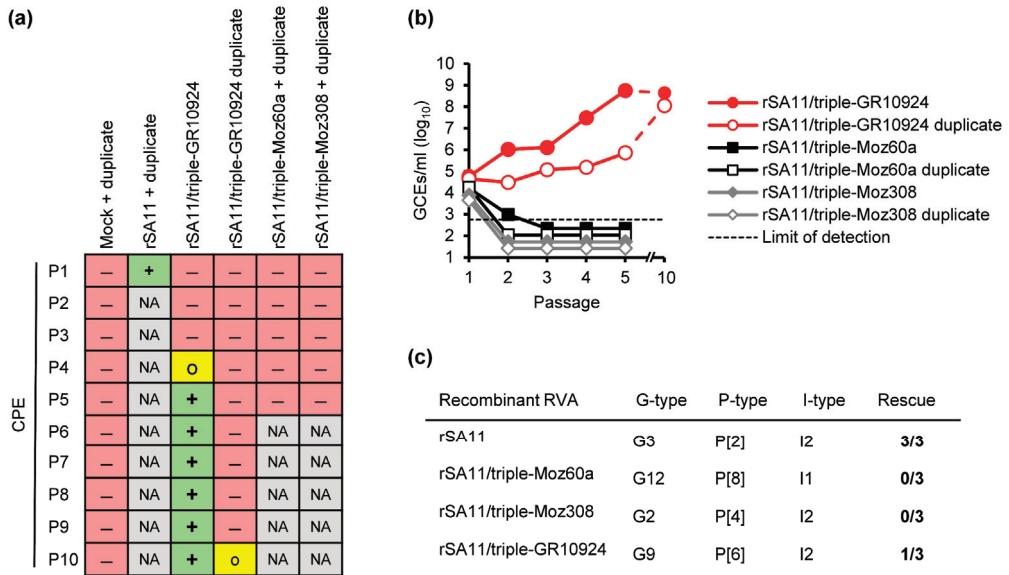 (a)
Mock + duplicate
rSA11 + duplicate
rSA11/triple-GR10924
rSA11/triple-GR10924 duplicate
rSA11/triple-Moz60a + duplicate
rSA11/triple-Moz308 + duplicate
CPE
P1 – + – – – –
P2 – NA – – – –
P3 – NA – – – –
P4 – NA o – – –
P5 – NA + – – –
P6 – NA + – NA NA
P7 – NA + – NA NA
P8 – NA + – NA NA
P9 – NA + – NA NA
P10 – NA + o NA NA
(b)
GCEs/ml (log10)
10
9
8
7
6
5
4
3
2
1
1 2 3 4 5 10
Passage
rSA11/triple-GR10924
rSA11/triple-GR10924 duplicate
rSA11/triple-Moz60a
rSA11/triple-Moz60a duplicate
rSA11/triple-Moz308
rSA11/triple-Moz308 duplicate
Limit of detection
(c)
Recombinant RVA G-type P-type I-type Rescue
rSA11 G3 P[2] I2 3/3
rSA11/triple-Moz60a G12 P[8] I1 0/3
rSA11/triple-Moz308 G2 P[4] I2 0/3
rSA11/triple-GR10924 G9 P[6] I2 1/3